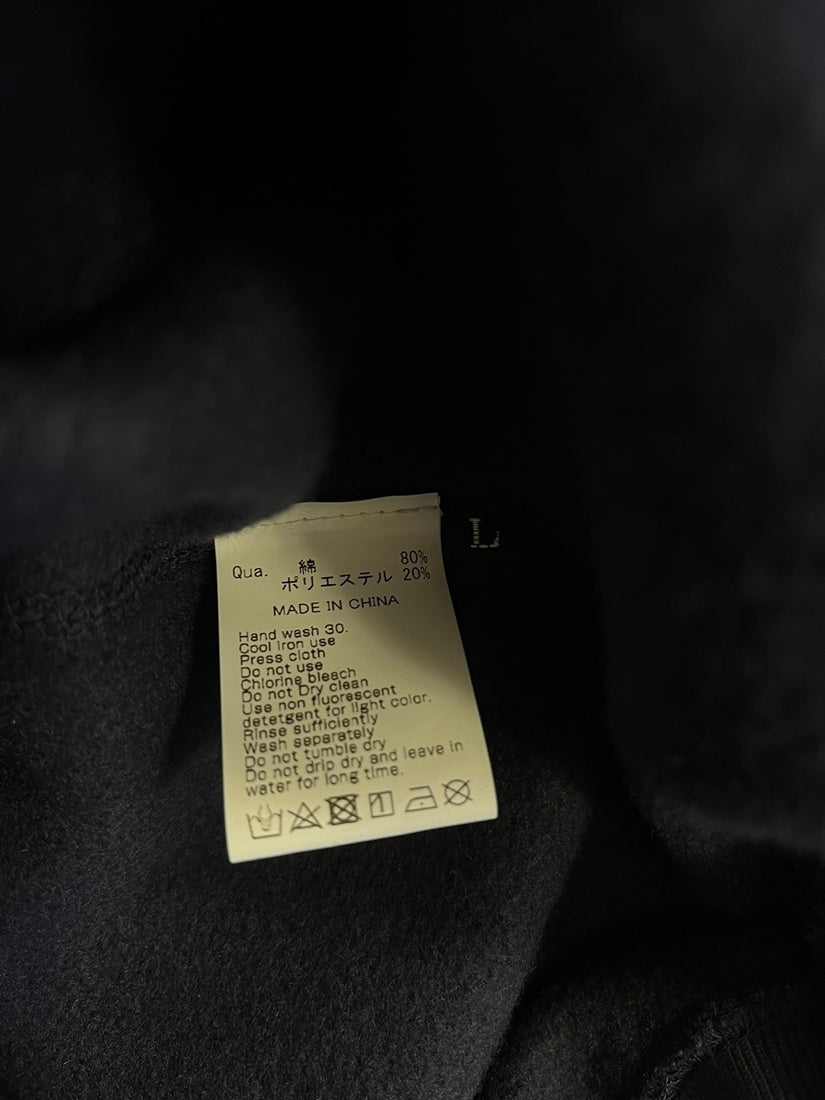 Qua. 綿 80%
ポリエステル 20%
MADE IN CHINA
Hand wash 30.
Cool iron use
Press cloth
Do not use
Chlorine bleach
Do not Dry clean
Use non fluorescent
detetgent for light color.
Rinse sufficiently
Wash separately
Do not tumble dry
Do not drip dry and leave in
water for long time.
L